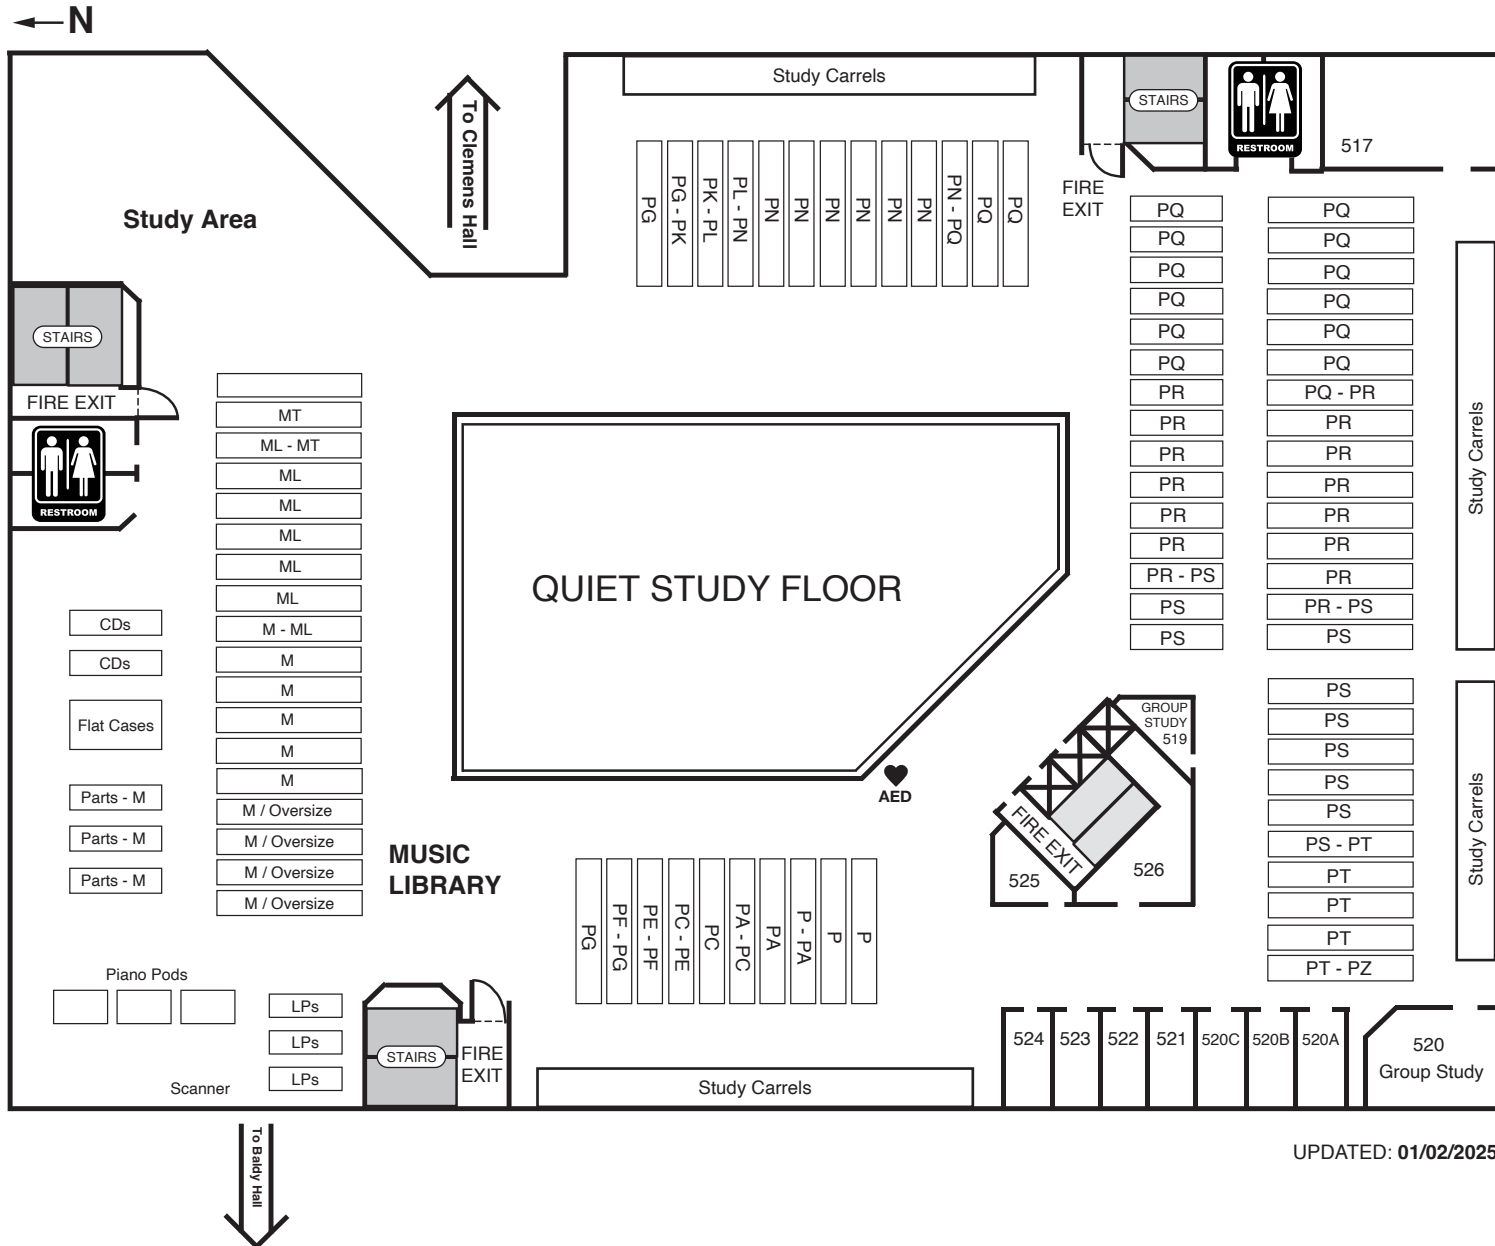 N
Study Carrels
STAIRS
RESTROOM
517
To Clemens Hall
Study Area
FIRE
EXIT
PG
PG - PK
PK - PL
PL - PN
PN
PN
PN
PN
PN
PN
PN - PQ
PQ
PQ
PQ
PQ
PQ
PQ
PQ
PQ
PR
PR
PR
PR
PR
PR
PR - PS
PS
PS
PQ
PQ
PQ
PQ
PQ
PQ
PQ - PR
PR
PR
PR
PR
PR
PR
PR - PS
PS
Study Carrels
STAIRS
FIRE EXIT
RESTROOM
MT
ML - MT
ML
ML
ML
ML
ML
M - ML
M
M
M
M
M
M / Oversize
M / Oversize
M / Oversize
M / Oversize
QUIET STUDY FLOOR
CDs
CDs
Flat Cases
Parts - M
Parts - M
Parts - M
MUSIC
LIBRARY
AED
GROUP
STUDY
519
FIRE EXIT
525
526
PS
PS
PS
PS
PS
PS - PT
PT
PT
PT
PT - PZ
Study Carrels
PG
PF - PG
PE - PF
PC - PE
PC
PA - PC
PA
P - PA
P
P
Piano Pods
LPs
LPs
LPs
Scanner
STAIRS
FIRE
EXIT
Study Carrels
524
523
522
521
520C
520B
520A
520
Group Study
To Baldy Hall
UPDATED: 01/02/2025